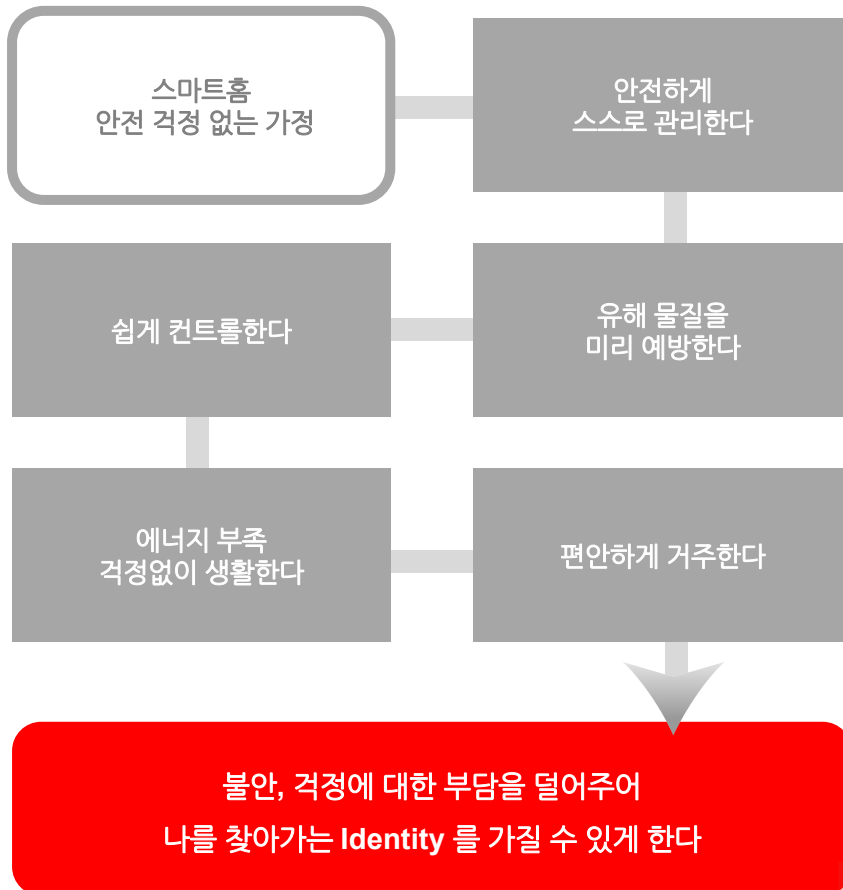 스마트홈
안전 걱정 없는 가정
안전하게
스스로 관리한다
유해 물질을
미리 예방한다
쉽게 컨트롤한다
에너지 부족
걱정없이 생활한다
편안하게 거주한다
불안, 걱정에 대한 부담을 덜어주어
나를 찾아가는 Identity 를 가질 수 있게 한다